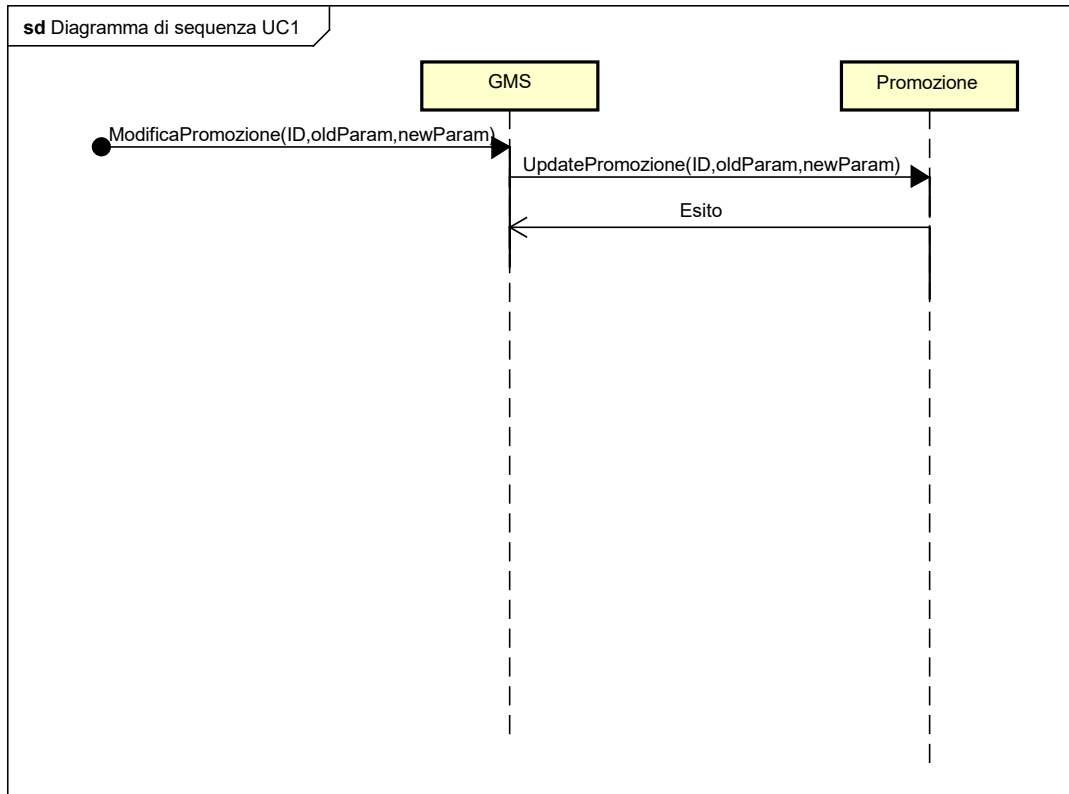 sd Diagramma di sequenza UC1
GMS
Promozione
ModificaPromozione(ID,oldParam,newParam)
UpdatePromozione(ID,oldParam,newParam)
Esito